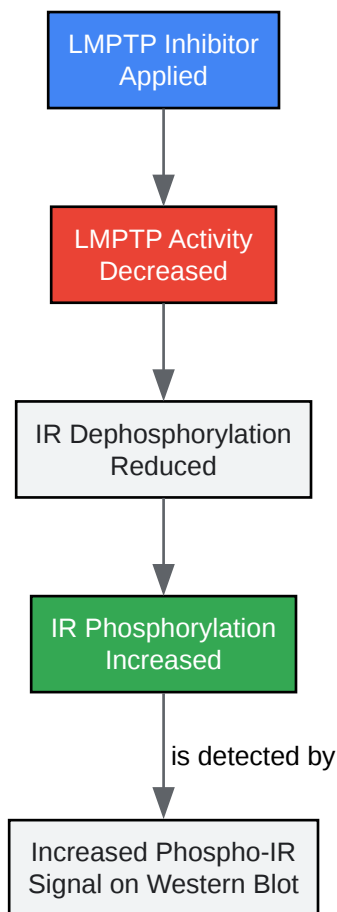 LMPTP Inhibitor
Applied
LMPTP Activity
Decreased
IR Dephosphorylation
Reduced
IR Phosphorylation
Increased
is detected by
Increased Phospho-IR
Signal on Western Blot